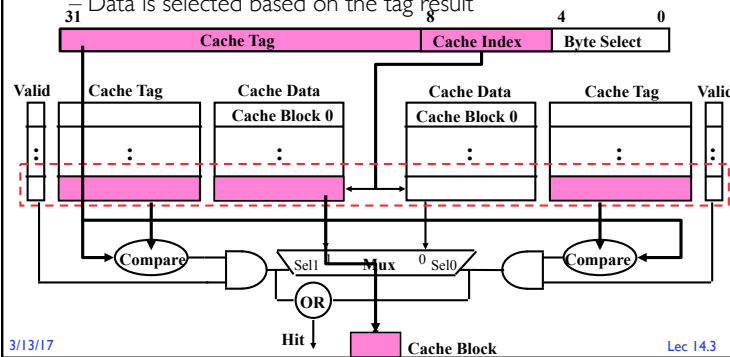 – Data is selected based on the tag result
31 8 4 0
Cache Tag Cache Index Byte Select
Valid Cache Tag Cache Data Cache Data Cache Tag Valid
Cache Block 0 Cache Block 0
: : : : : :
Compare Sel1 1 Mux 0 Sel0 Compare
OR
Hit
Cache Block
3/13/17 Lec 14.3